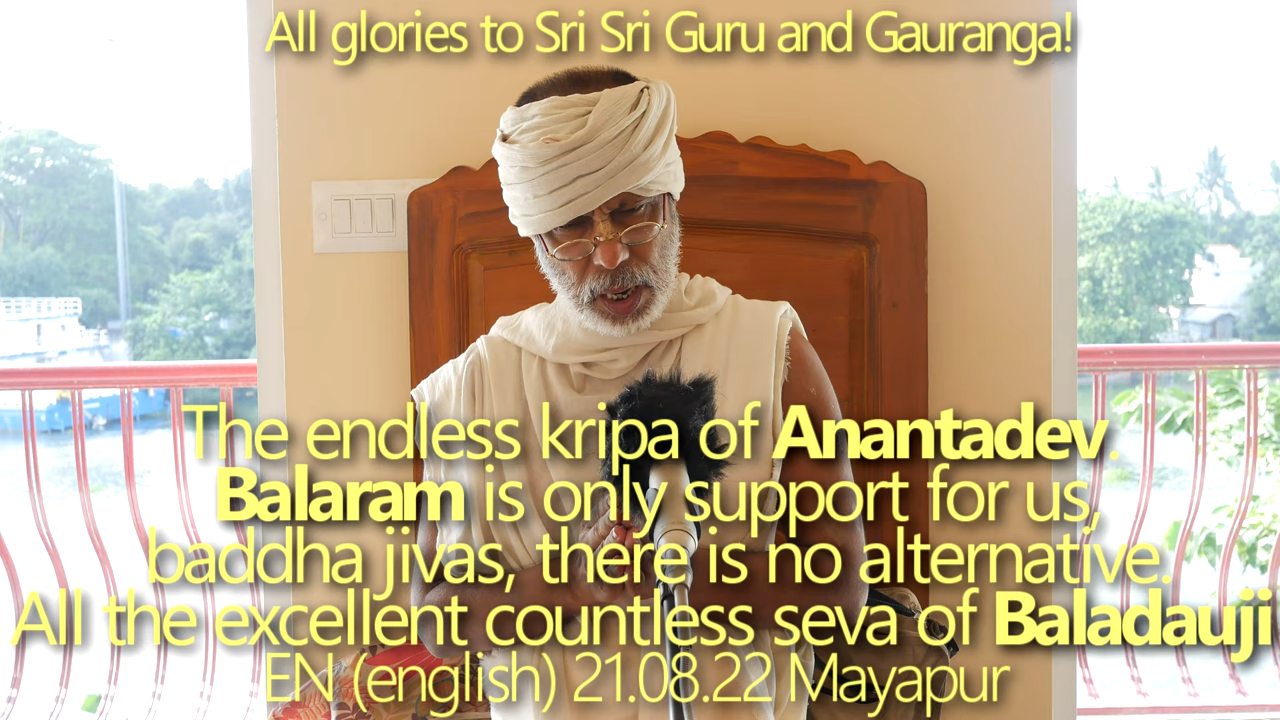 All glories to Sri Sri Guru and Gauranga!
The endless kripa of Anantadev.
Balaram is only support for us,
baddha jivas, there is no alternative.
All the excellent countless seva of Baladauji
EN (english) 21.08.22 Mayapur